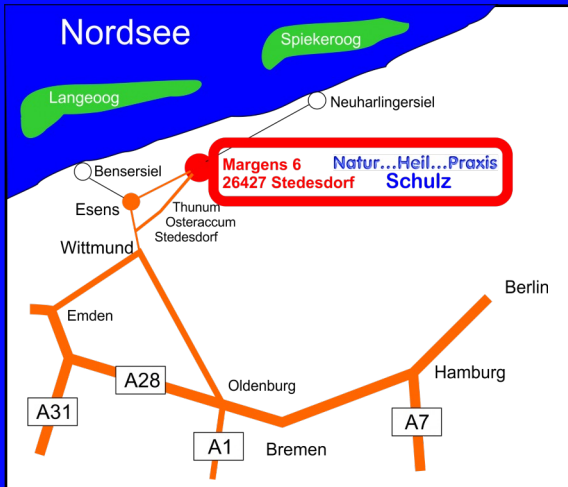 Nordsee
Spiekeroog
Langeoog
Neuharlingersiel
Bensersiel
Margens 6
26427 Stedesdorf
Natur...Heil...Praxis
Schulz
Esens
Thunum
Osteraccum
Stedesdorf
Wittmund
Emden
Berlin
Hamburg
A28
Oldenburg
A31
A7
A1
Bremen